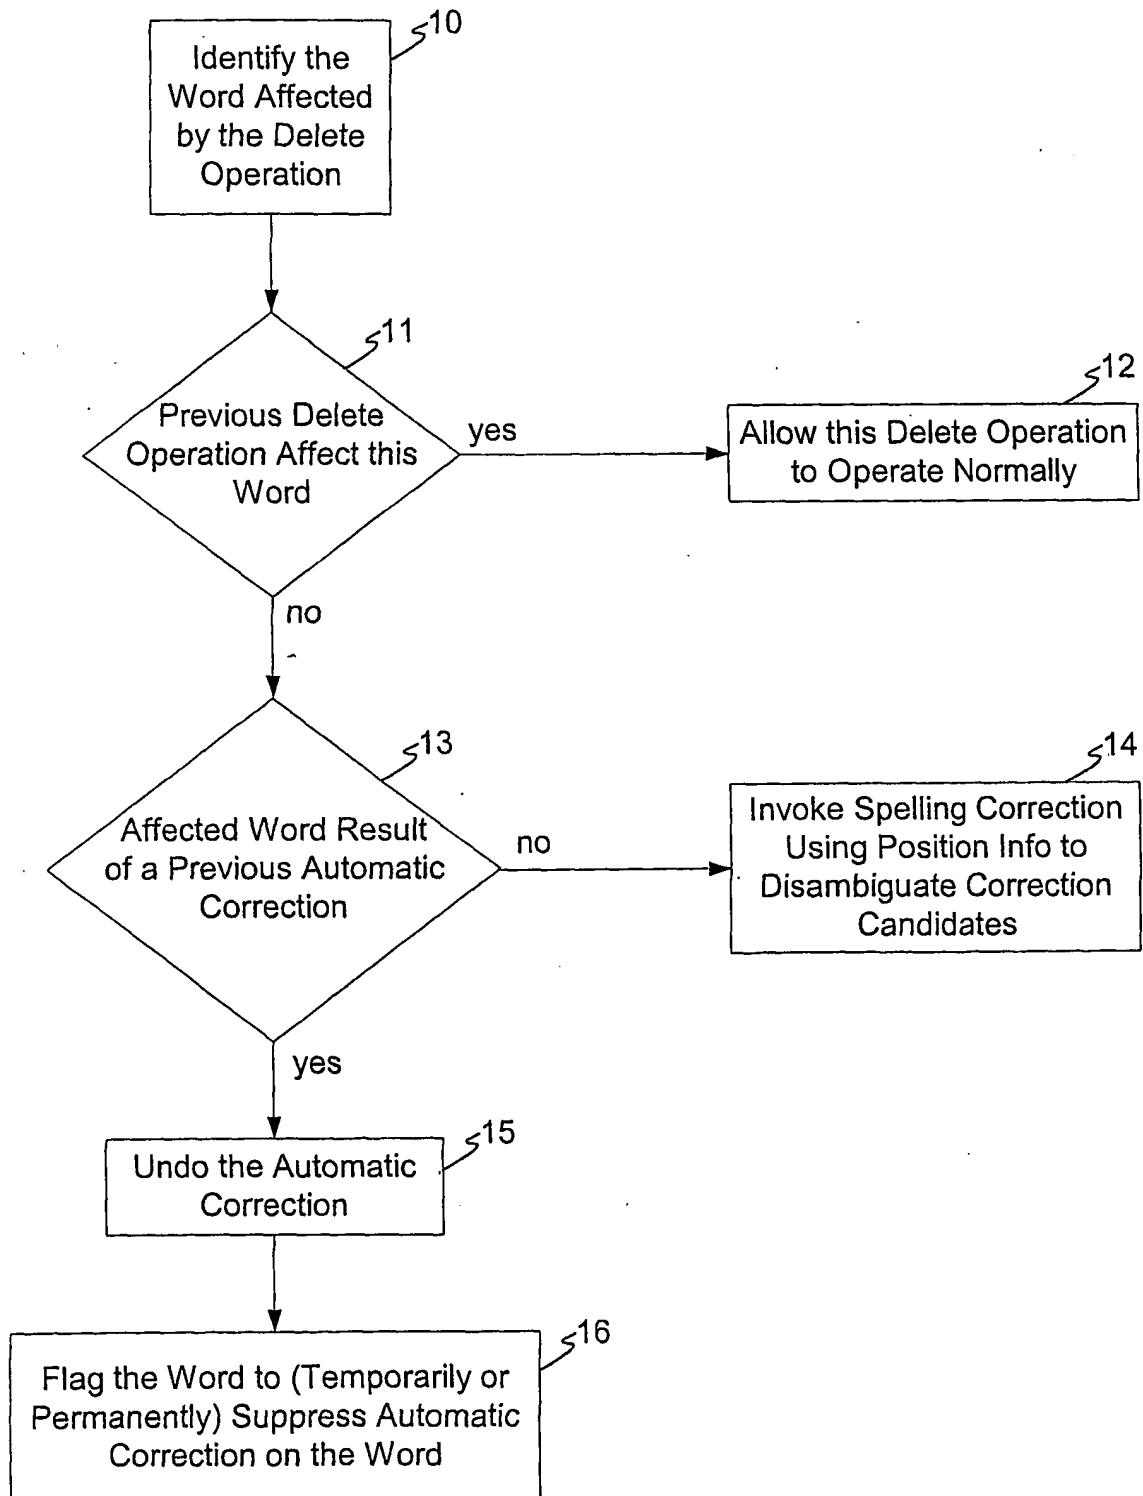 10
Identify the
Word Affected
by the Delete
Operation
11
Previous Delete
Operation Affect this
Word
yes
12
Allow this Delete Operation
to Operate Normally
no
13
Affected Word Result
of a Previous Automatic
Correction
no
14
Invoke Spelling Correction
Using Position Info to
Disambiguate Correction
Candidates
yes
15
Undo the Automatic
Correction
16
Flag the Word to (Temporarily or
Permanently) Suppress Automatic
Correction on the Word